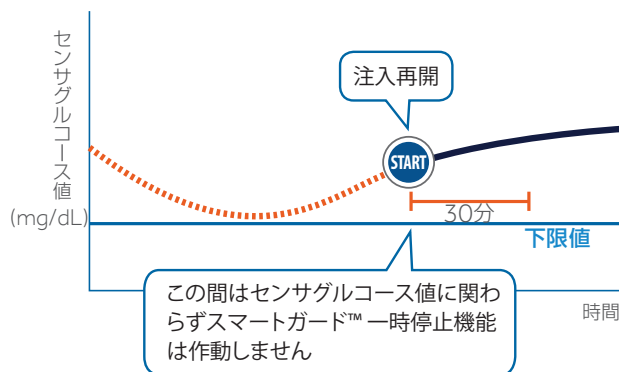 センサグルコース値
(mg/dL)
注入再開
START
30分
下限値
この間はセンサグルコース値に関わ
らずスマートガード™ 一時停止機能
は作動しません
時間